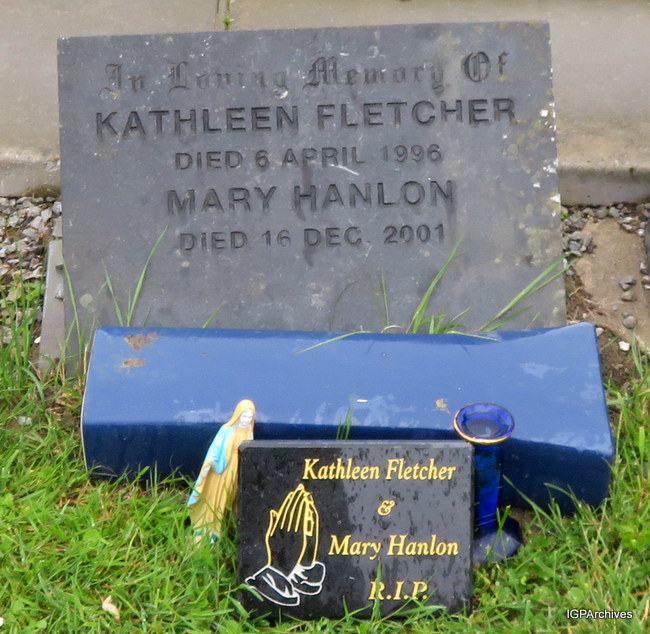 In Loving Memory Of
KATHLEEN FLETCHER
DIED 6 APRIL 1996
MARY HANLON
DIED 16 DEC. 2001
Kathleen Fletcher
&
Mary Hanlon
R.I.P.
IGPArchives